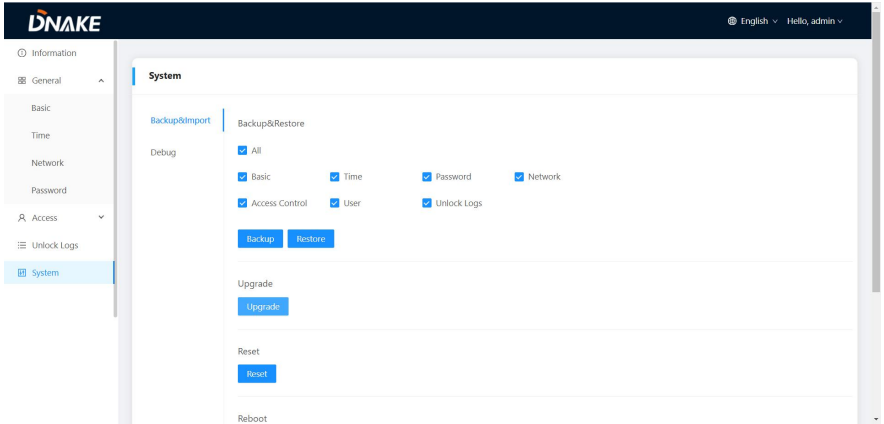 DNAKE
English
Hello, admin
Information
General
Basic
Time
Network
Password
Access
Unlock Logs
System
System
Backup&Import
Debug
Backup&Restore
All
Basic Time Password Network
Access Control User Unlock Logs
Backup Restore
Upgrade
Upgrade
Reset
Reset
Reboot